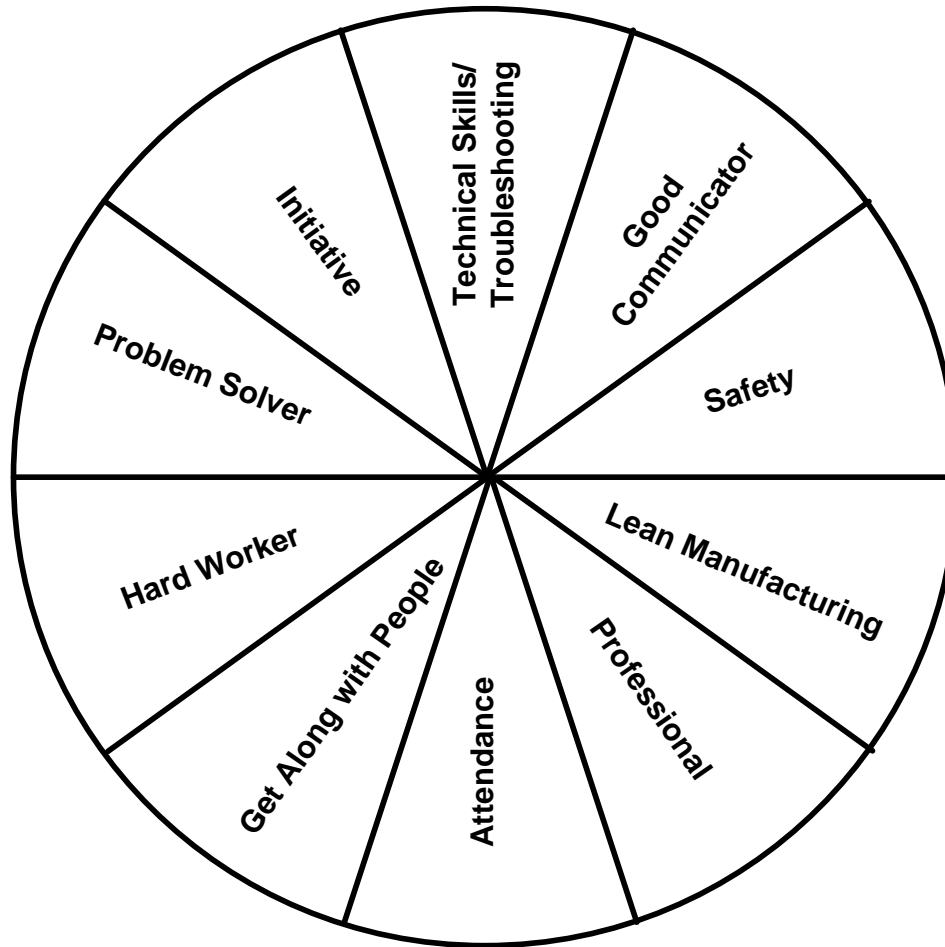 Technical Skills/
Troubleshooting
Good
Communicator
Safety
Lean Manufacturing
Professional
Attendance
Get Along with People
Hard Worker
Problem Solver
Initiative